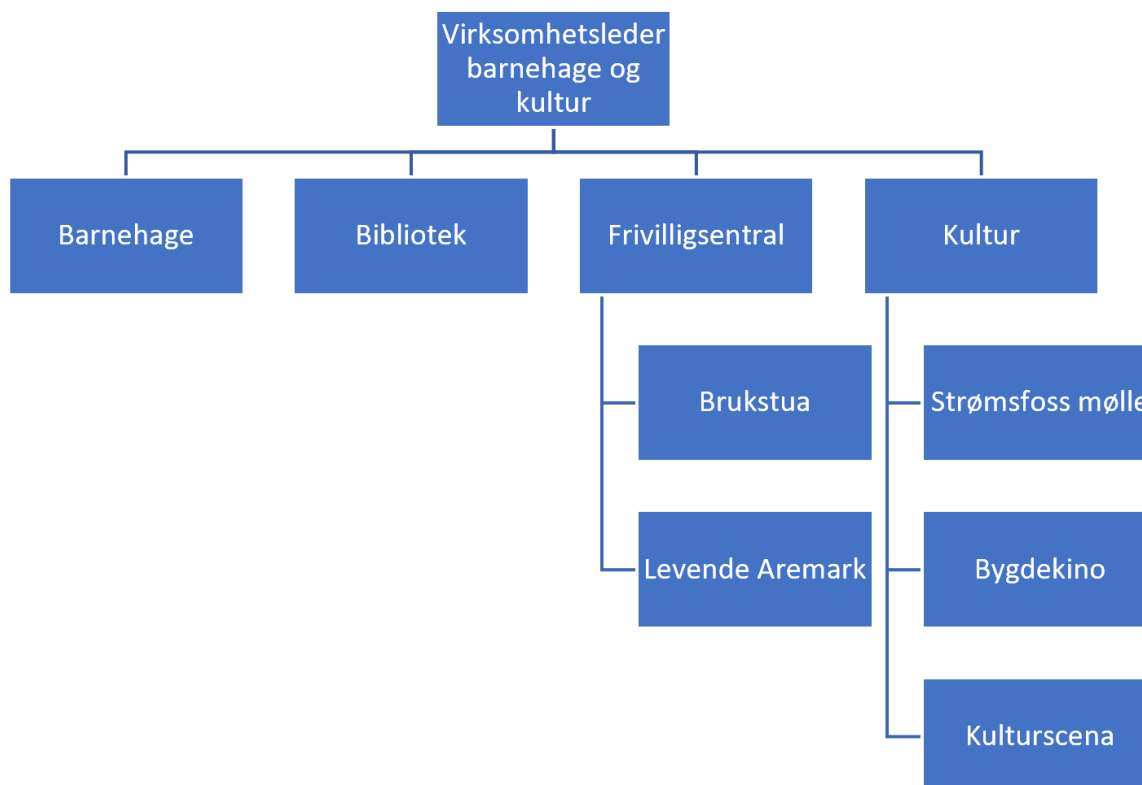 Virksomhetsleder
barnehage og
kultur
Barnehage
Bibliotek
Frivilligsentral
Kultur
Brukstua
Strømsfoss mølle
Levende Aremark
Bygdekino
Kulturscena